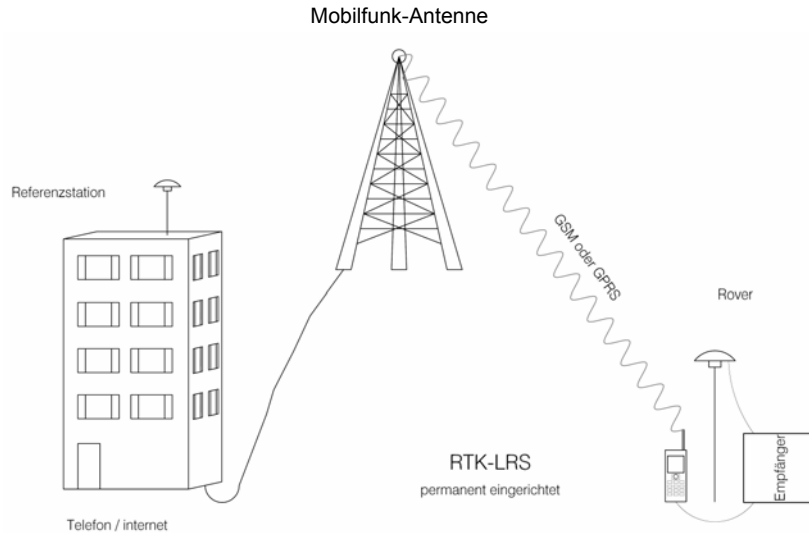 Mobilfunk-Antenne
Referenzstation
GSM oder GPRS
Rover
Empfänger
RTK-LRS
permanent eingerichtet
Telefon / internet